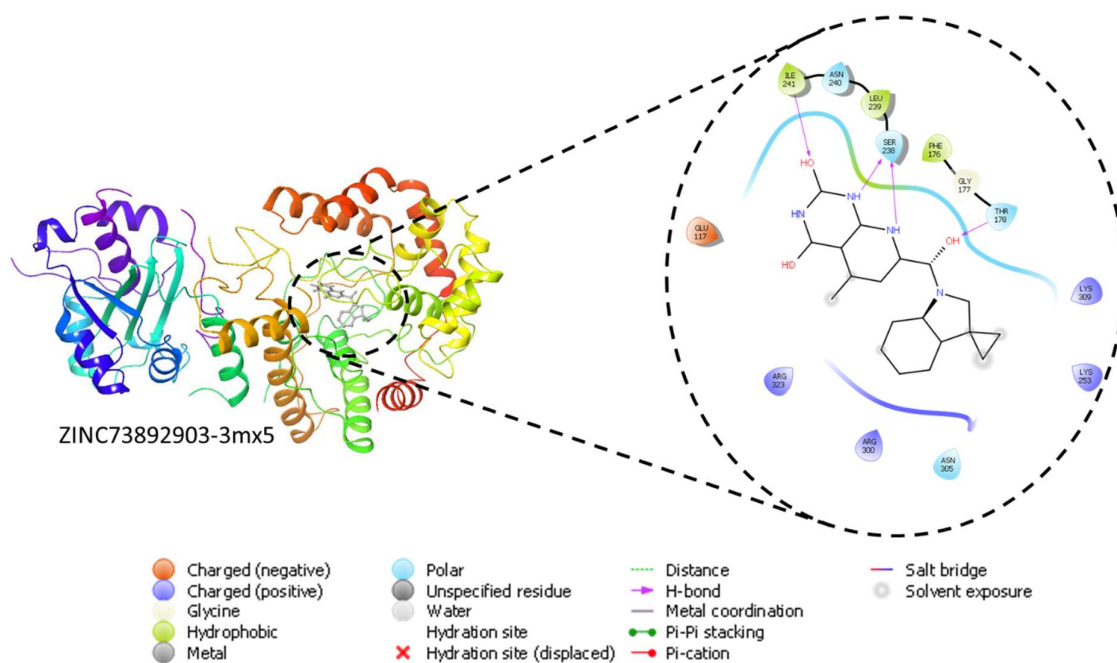 ILE
241
ASN
240
LEU
239
SER
238
PHE
176
GLY
177
THR
178
GLU
117
HO
NH
HN
NH
HO
OH
N
LYS
309
LYS
253
ARG
323
ARG
300
ASN
305
ZINC73892903-3mx5
Charged (negative)
Charged (positive)
Glycine
Hydrophobic
Metal
Polar
Unspecified residue
Water
Hydration site
Hydration site (displaced)
Distance
H-bond
Metal coordination
Pi-Pi stacking
Pi-cation
Salt bridge
Solvent exposure